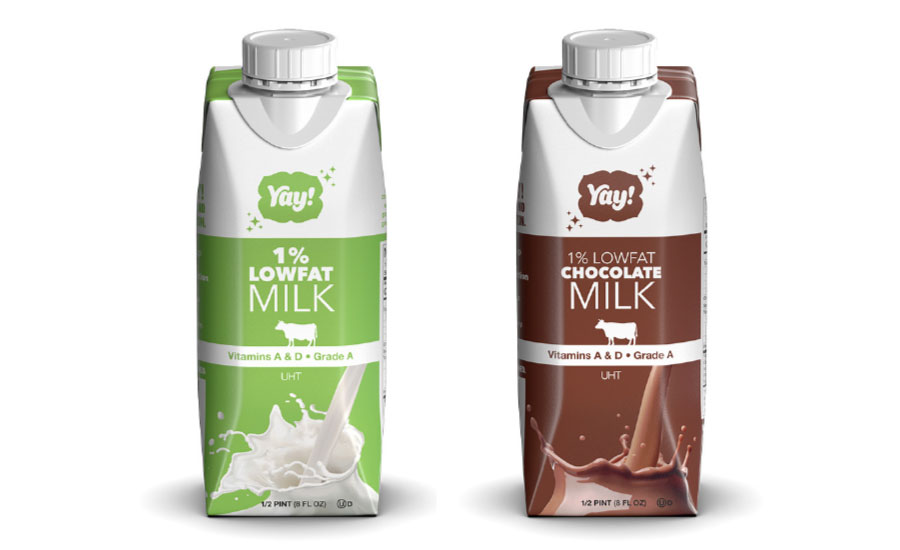 Yay!
1%
LOWFAT
MILK
Vitamins A & D • Grade A
UHT
1/2 PINT (8 FL OZ) U D
Yay!
1% LOWFAT
CHOCOLATE
MILK
Vitamins A & D • Grade A
UHT
1/2 PINT (8 FL OZ) U D